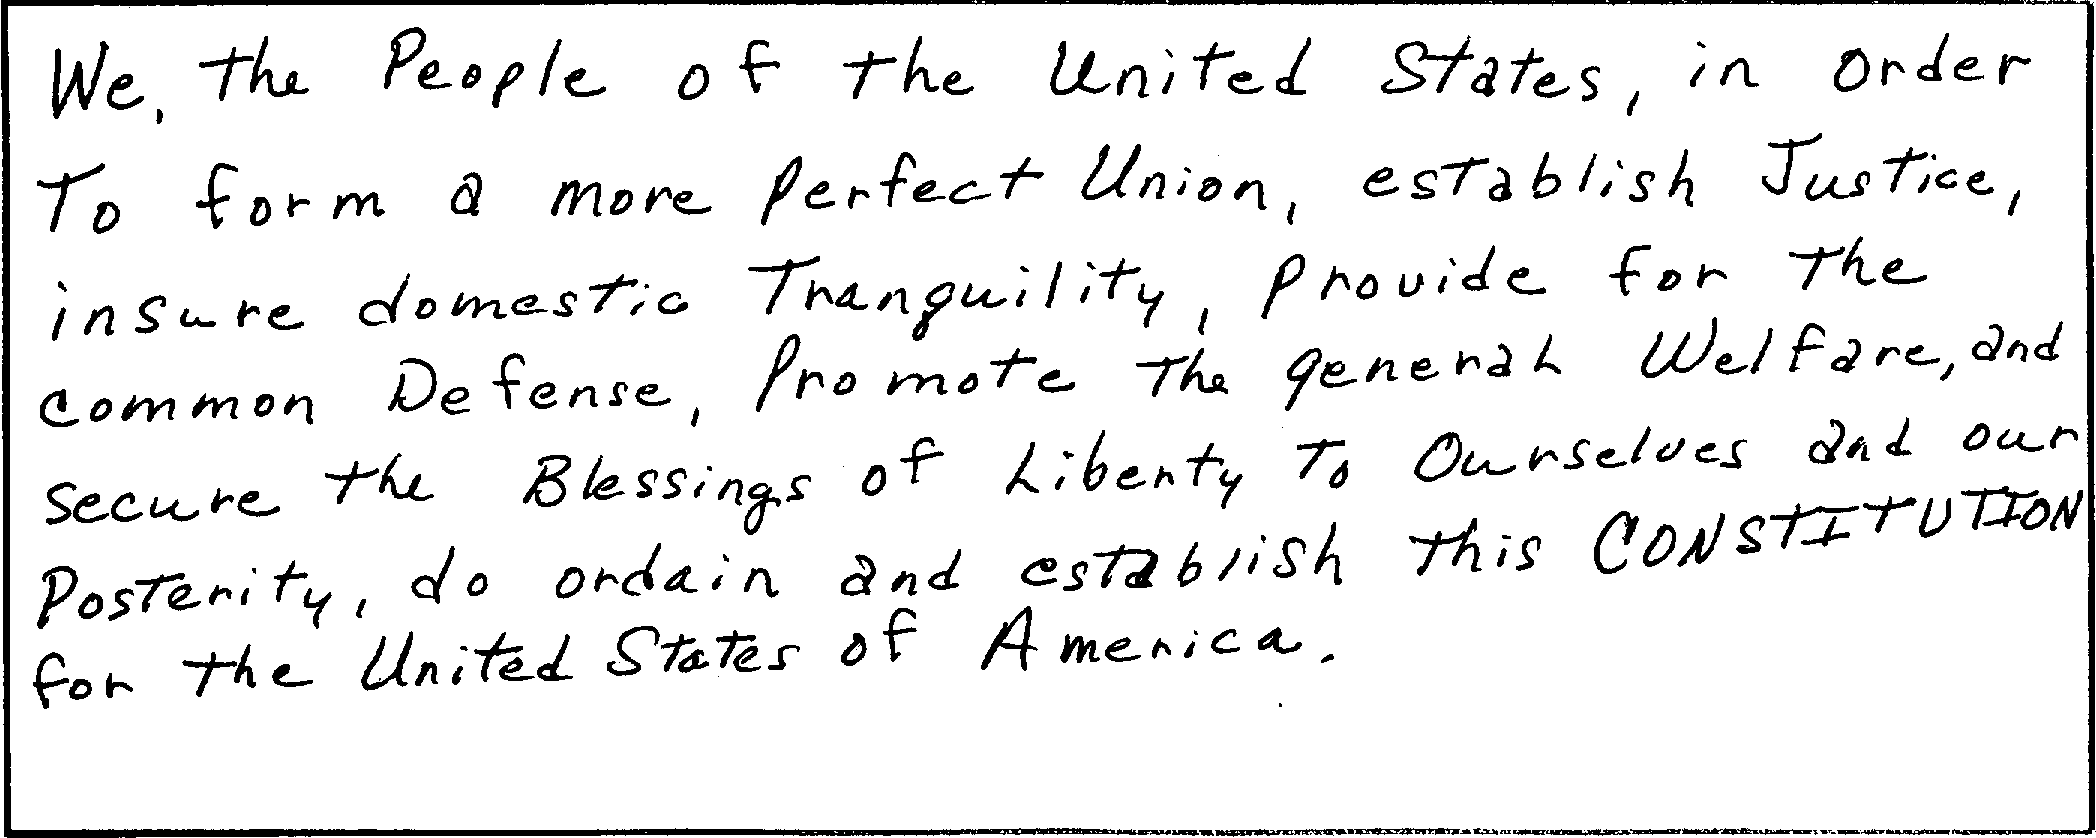 We, the People of the United States, in order
To form a more perfect Union, establish Justice,
insure domestic Tranquility, provide for the
common Defense, promote the general Welfare, and
secure the Blessings of Liberty To Ourselves and our
Posterity, do ordain and establish this CONSTITUTION
for the United States of America.